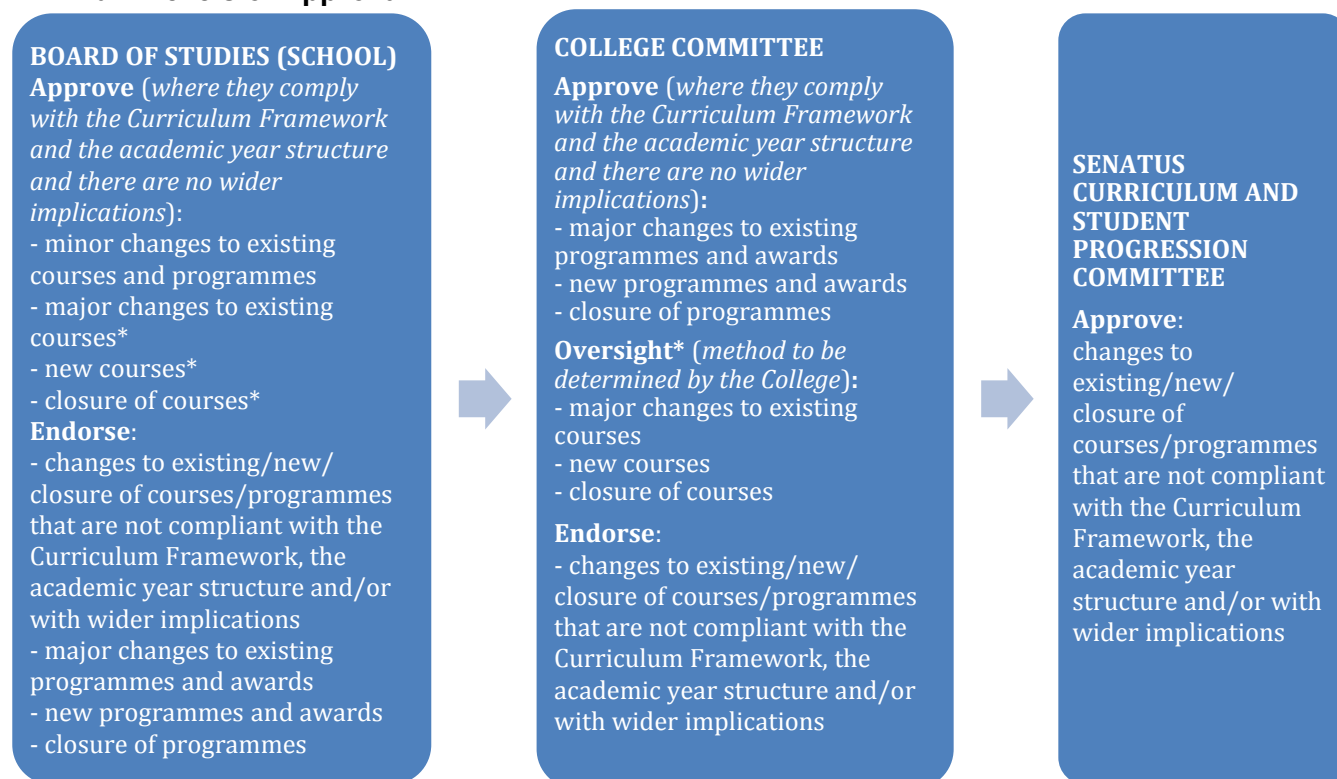 BOARD OF STUDIES (SCHOOL)
Approve (where they comply
with the Curriculum Framework
and the academic year structure
and there are no wider
implications):
- minor changes to existing
courses and programmes
- major changes to existing
courses*
- new courses*
- closure of courses*
Endorse:
- changes to existing/new/
closure of courses/programmes
that are not compliant with the
Curriculum Framework, the
academic year structure and/or
with wider implications
- major changes to existing
programmes and awards
- new programmes and awards
- closure of programmes
COLLEGE COMMITTEE
Approve (where they comply
with the Curriculum Framework
and the academic year structure
and there are no wider
implications):
- major changes to existing
programmes and awards
- new programmes and awards
- closure of programmes
Oversight* (method to be
determined by the College):
- major changes to existing
courses
- new courses
- closure of courses
Endorse:
- changes to existing/new/
closure of courses/programmes
that are not compliant with the
Curriculum Framework, the
academic year structure and/or
with wider implications
SENATUS
CURRICULUM AND
STUDENT
PROGRESSION
COMMITTEE
Approve:
changes to
existing/new/
closure of
courses/programmes
that are not compliant
with the Curriculum
Framework, the
academic year
structure and/or with
wider implications